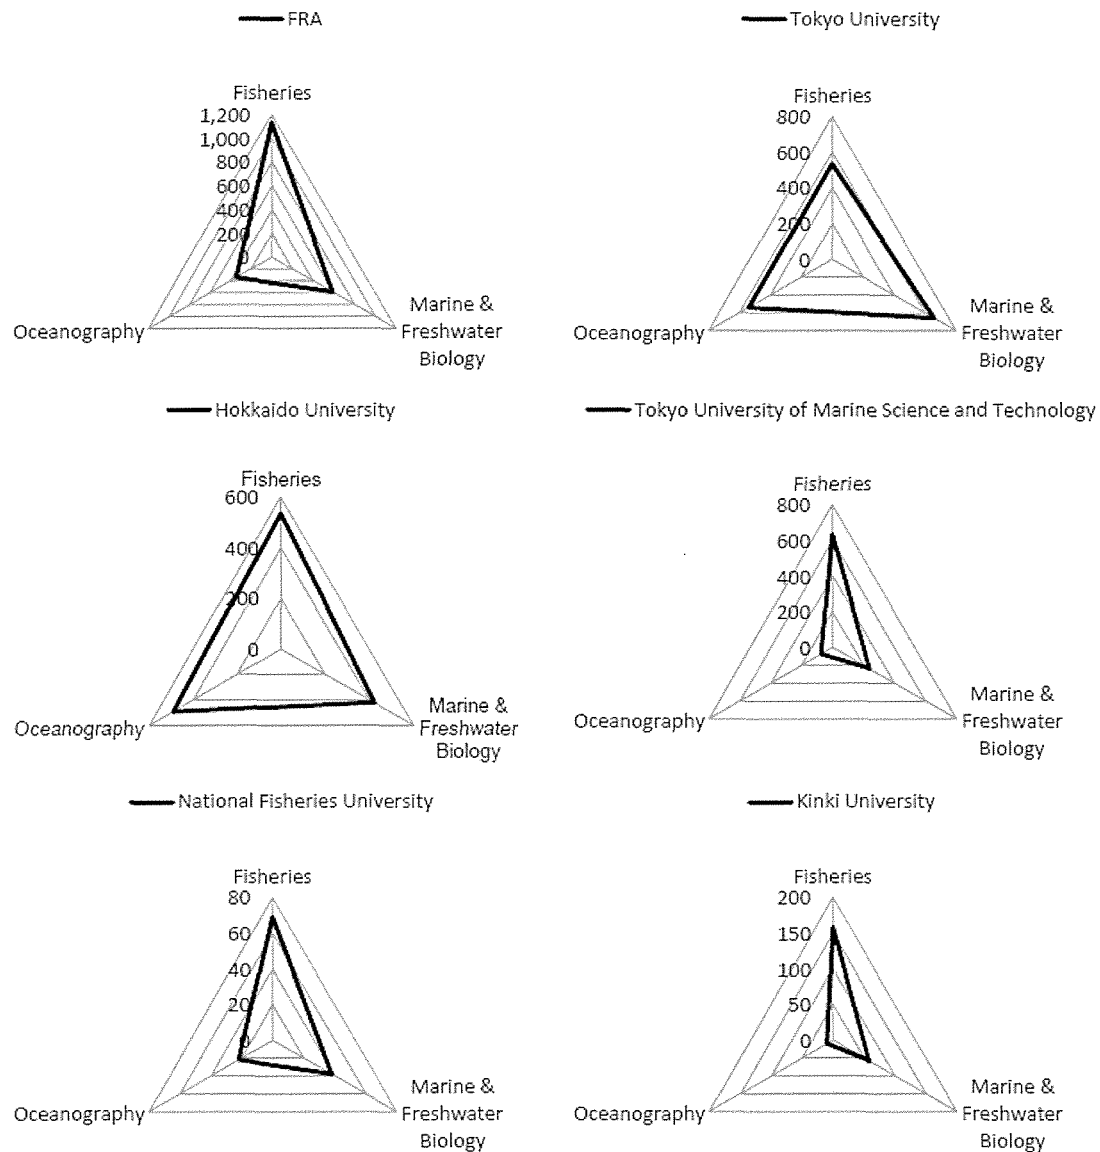 FRA
Fisheries
1,200
1,000
800
600
400
200
0
Oceanography
Marine &
Freshwater
Biology
Tokyo University
Fisheries
800
600
400
200
0
Oceanography
Marine &
Freshwater
Biology
Hokkaido University
Fisheries
600
400
200
0
Oceanography
Marine &
Freshwater
Biology
Tokyo University of Marine Science and Technology
Fisheries
800
600
400
200
0
Oceanography
Marine &
Freshwater
Biology
National Fisheries University
Fisheries
80
60
40
20
0
Oceanography
Marine &
Freshwater
Biology
Kinki University
Fisheries
200
150
100
50
0
Oceanography
Marine &
Freshwater
Biology